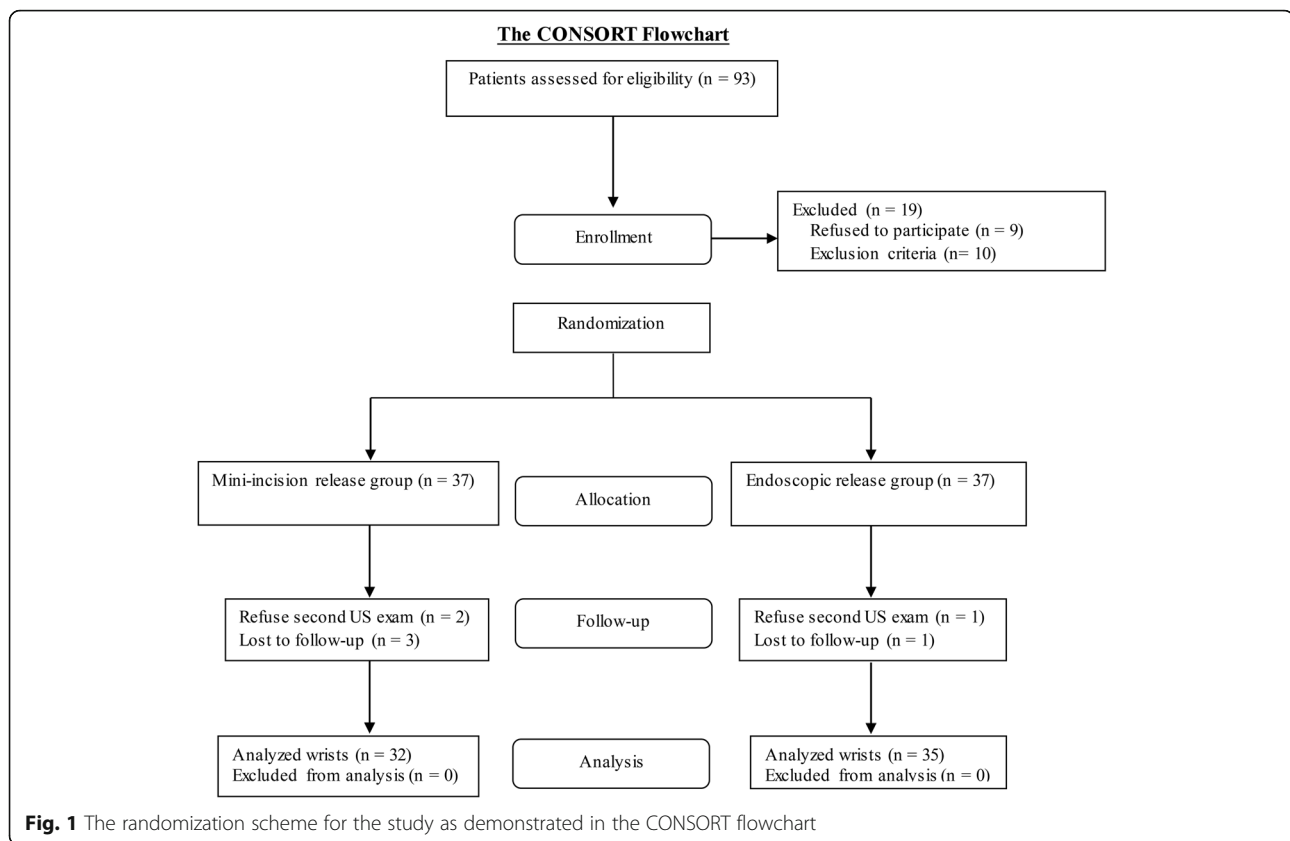 The CONSORT Flowchart
Patients assessed for eligibility (n = 93)
Enrollment
Excluded (n = 19)
Refused to participate (n = 9)
Exclusion criteria (n= 10)
Randomization
Mini-incision release group (n = 37)
Allocation
Endoscopic release group (n = 37)
Refuse second US exam (n = 2)
Lost to follow-up (n = 3)
Follow-up
Refuse second US exam (n = 1)
Lost to follow-up (n = 1)
Analyzed wrists (n = 32)
Excluded from analysis (n = 0)
Analysis
Analyzed wrists (n = 35)
Excluded from analysis (n = 0)
Fig. 1 The randomization scheme for the study as demonstrated in the CONSORT flowchart